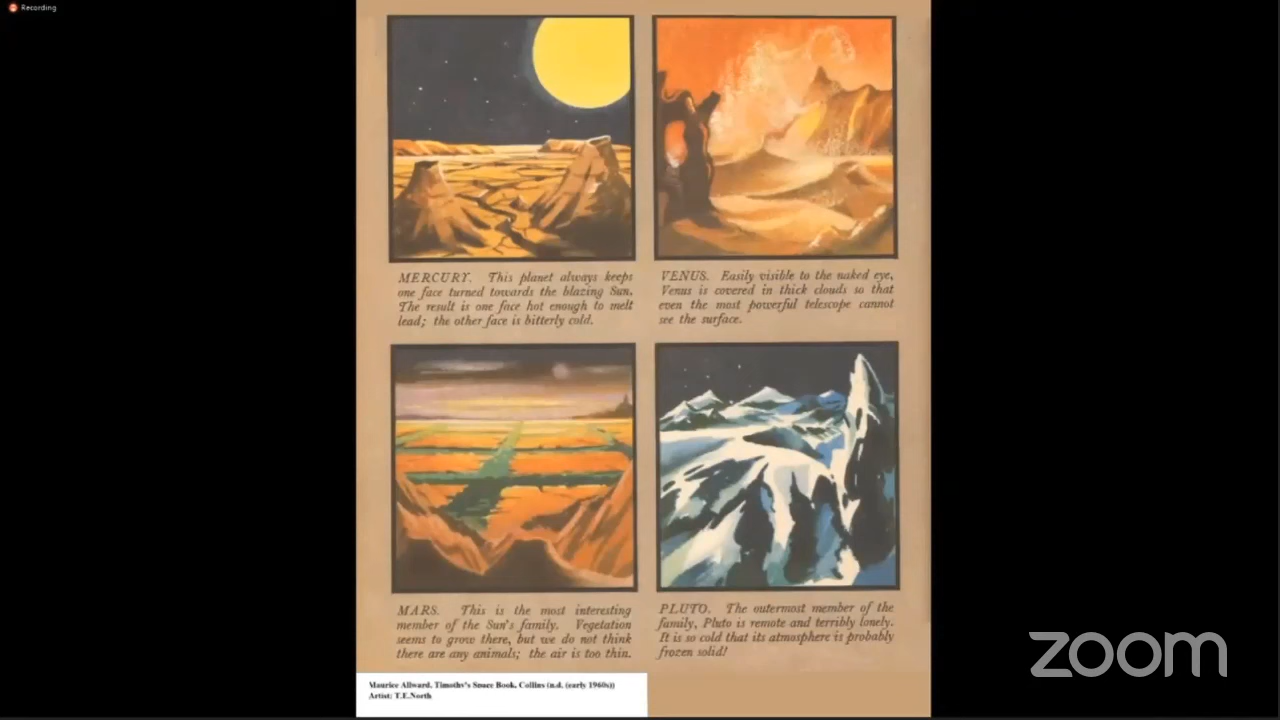 Recording
MERCURY. This planet always keeps
one face turned towards the blazing Sun.
The result is one face hot enough to melt
lead; the other face is bitterly cold.
VENUS. Easily visible to the naked eye,
Venus is covered in thick clouds so that
even the most powerful telescope cannot
see the surface.
MARS. This is the most interesting
member of the Sun's family. Vegetation
seems to grow there, but we do not think
there are any animals; the air is too thin.
PLUTO. The outermost member of the
family, Pluto is remote and terribly lonely.
It is so cold that its atmosphere is probably
frozen solid!
Maurice Allward, Timothy's Space Book, Collins (n.d. (early 1960s))
Artist: T.E.North
zoom